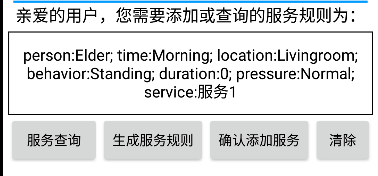 亲爱的用户，您需要添加或查询的服务规则为：
person:Elder; time:Morning; location:Livingroom;
behavior:Standing; duration:0; pressure:Normal;
service:服务1
服务查询 生成服务规则 确认添加服务 清除